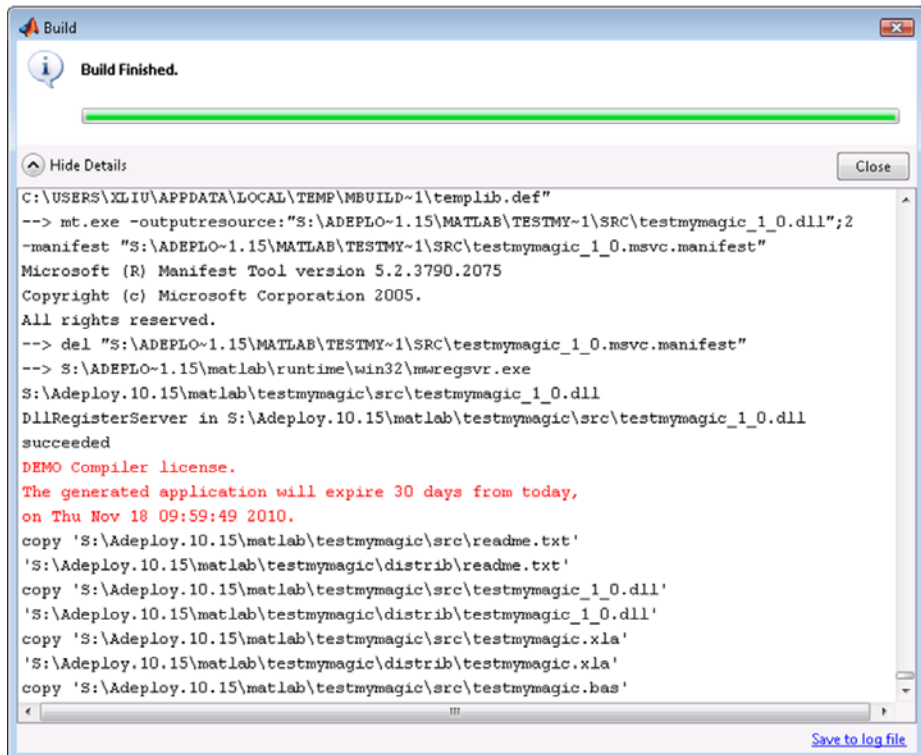 Build
Build Finished.
Hide Details
Close
C:\USERS\XLIU\APPDATA\LOCAL\TEMP\MBUILD~1\templib.def"
--> mt.exe -outputresource:"S:\ADEPLO~1.15\MATLAB\TESTMY~1\SRC\testmymagic_1_0.dll";2
-manifest "S:\ADEPLO~1.15\MATLAB\TESTMY~1\SRC\testmymagic_1_0.msvc.manifest"
Microsoft (R) Manifest Tool version 5.2.3790.2075
Copyright (c) Microsoft Corporation 2005.
All rights reserved.
--> del "S:\ADEPLO~1.15\MATLAB\TESTMY~1\SRC\testmymagic_1_0.msvc.manifest"
--> S:\ADEPLO~1.15\matlab\runtime\win32\mwregsvr.exe
S:\Adeploy.10.15\matlab\testmymagic\src\testmymagic_1_0.dll
DllRegisterServer in S:\Adeploy.10.15\matlab\testmymagic\src\testmymagic_1_0.dll
succeeded
DEMO Compiler license.
The generated application will expire 30 days from today,
on Thu Nov 18 09:59:49 2010.
copy 'S:\Adeploy.10.15\matlab\testmymagic\src\readme.txt'
'S:\Adeploy.10.15\matlab\testmymagic\distrib\readme.txt'
copy 'S:\Adeploy.10.15\matlab\testmymagic\src\testmymagic_1_0.dll'
'S:\Adeploy.10.15\matlab\testmymagic\distrib\testmymagic_1_0.dll'
copy 'S:\Adeploy.10.15\matlab\testmymagic\src\testmymagic.xla'
'S:\Adeploy.10.15\matlab\testmymagic\distrib\testmymagic.xla'
copy 'S:\Adeploy.10.15\matlab\testmymagic\src\testmymagic.bas'
Save to log file